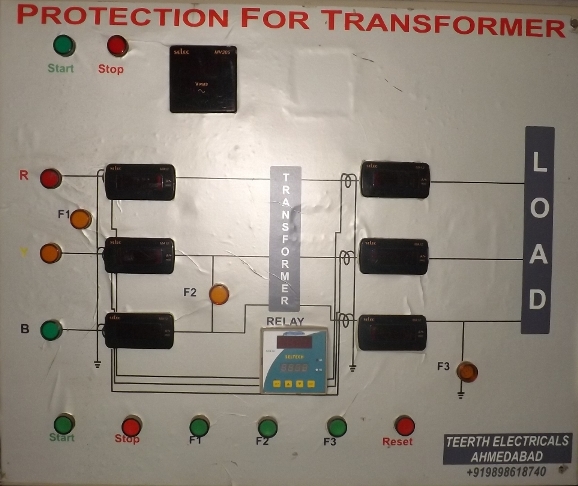 PROTECTION FOR TRANSFORMER
Start
Stop
selec
R
F1
Y
F2
B
F3
TRANSFORMER
LOAD
RELAY
Start
Stop
F1
F2
F3
Reset
TEERTH ELECTRICALS
AHMEDABAD
+919898618740